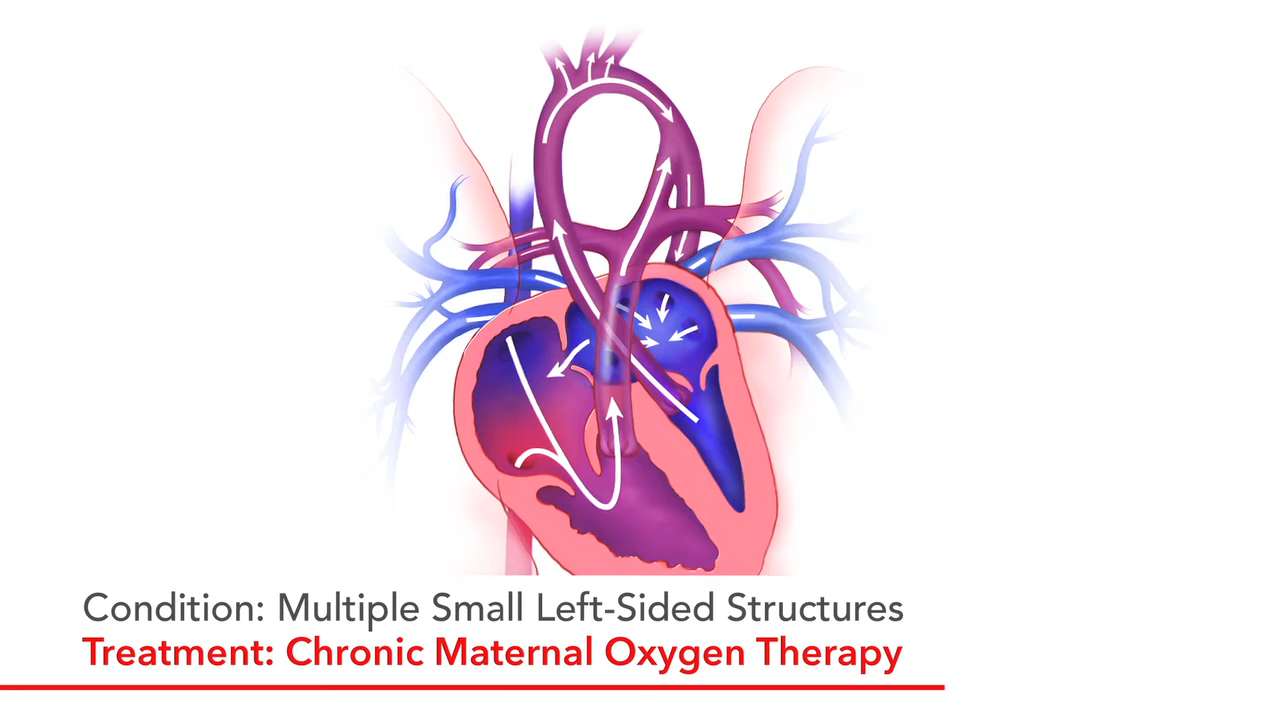 Condition: Multiple Small Left-Sided Structures
Treatment: Chronic Maternal Oxygen Therapy